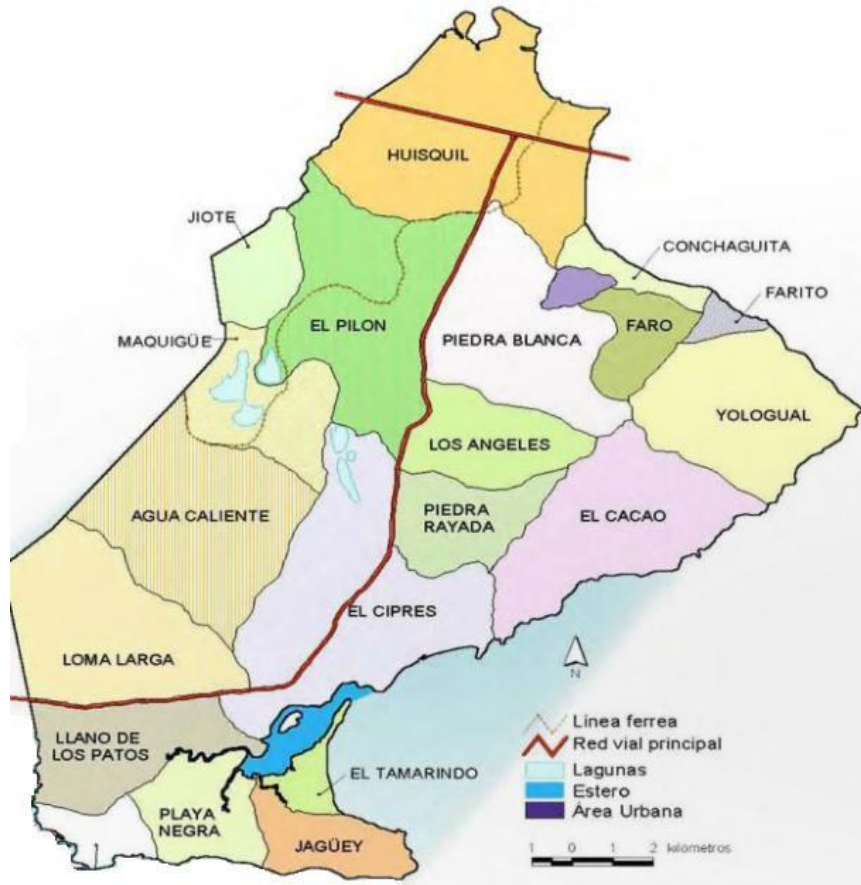 HUISQUIL
JIOTE
CONCHAGUITA
FARITO
MAQUIGÜE
EL PILON
PIEDRA BLANCA
FARO
YOLOGUAL
LOS ANGELES
AGUA CALIENTE
PIEDRA
RAYADA
EL CACAO
EL CIPRES
LOMA LARGA
N
LLANO DE
LOS PATOS
EL TAMARINDO
PLAYA
NEGRA
JAGÜEY
Línea ferrea
Red vial principal
Lagunas
Estero
Área Urbana
1 0 1 2 kilometros